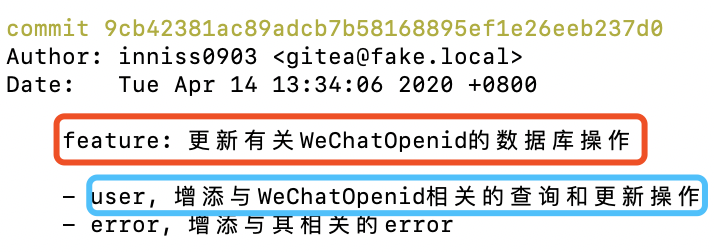 commit 9cb42381ac89adcb7b58168895ef1e26eeb237d0
Author: inniss0903 <gitea@fake.local>
Date:   Tue Apr 14 13:34:06 2020 +0800
feature: 更新有关WeChatOpenid的数据库操作
- user, 增添与WeChatOpenid相关的查询和更新操作
- error, 增添与其相关的error